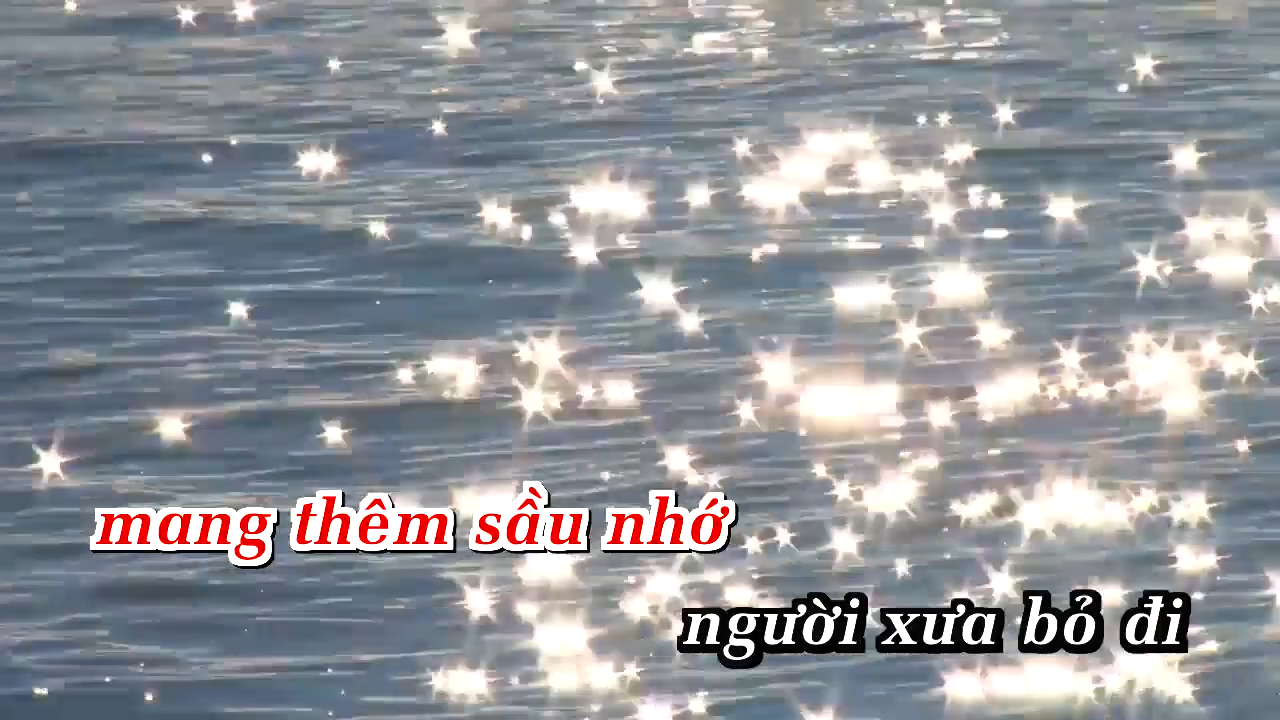 mang thêm sầu nhớ
người xưa bỏ đi